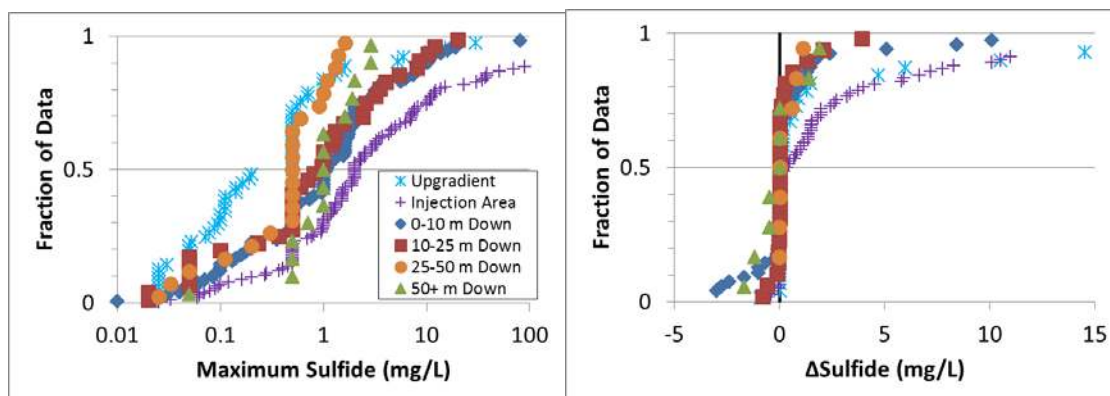 1
0.5
0
Fraction of Data
0.01
0.1
1
10
100
Maximum Sulfide (mg/L)
Upgradient
Injection Area
0-10 m Down
10-25 m Down
25-50 m Down
50+ m Down
1
0.5
0
Fraction of Data
-5
0
5
10
15
ΔSulfide (mg/L)